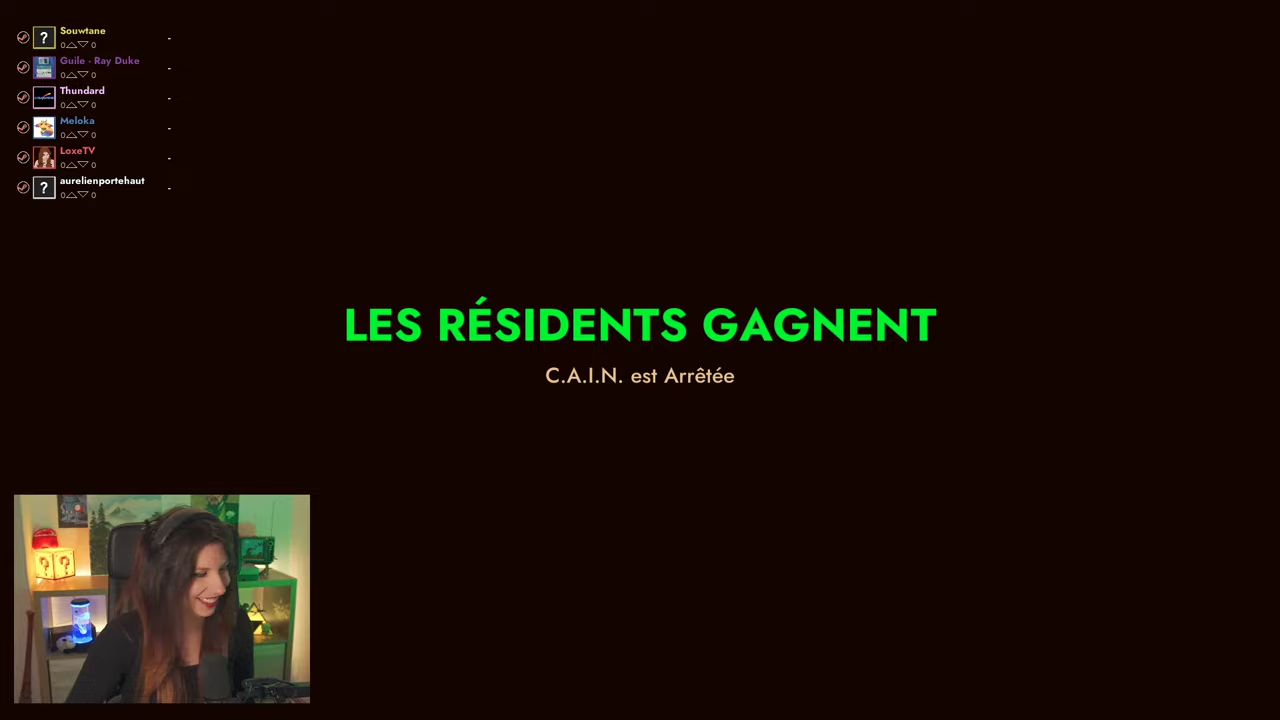 Souwtane
0 0 -
?
Guile - Ray Duke
0 0 -
Thundard
0 0 -
Meloka
0 0 -
LoxeTV
0 0 -
aurelienportehaut
0 0 -
?
LES RÉSIDENTS GAGNENT
C.A.I.N. est Arrêtée
? ?